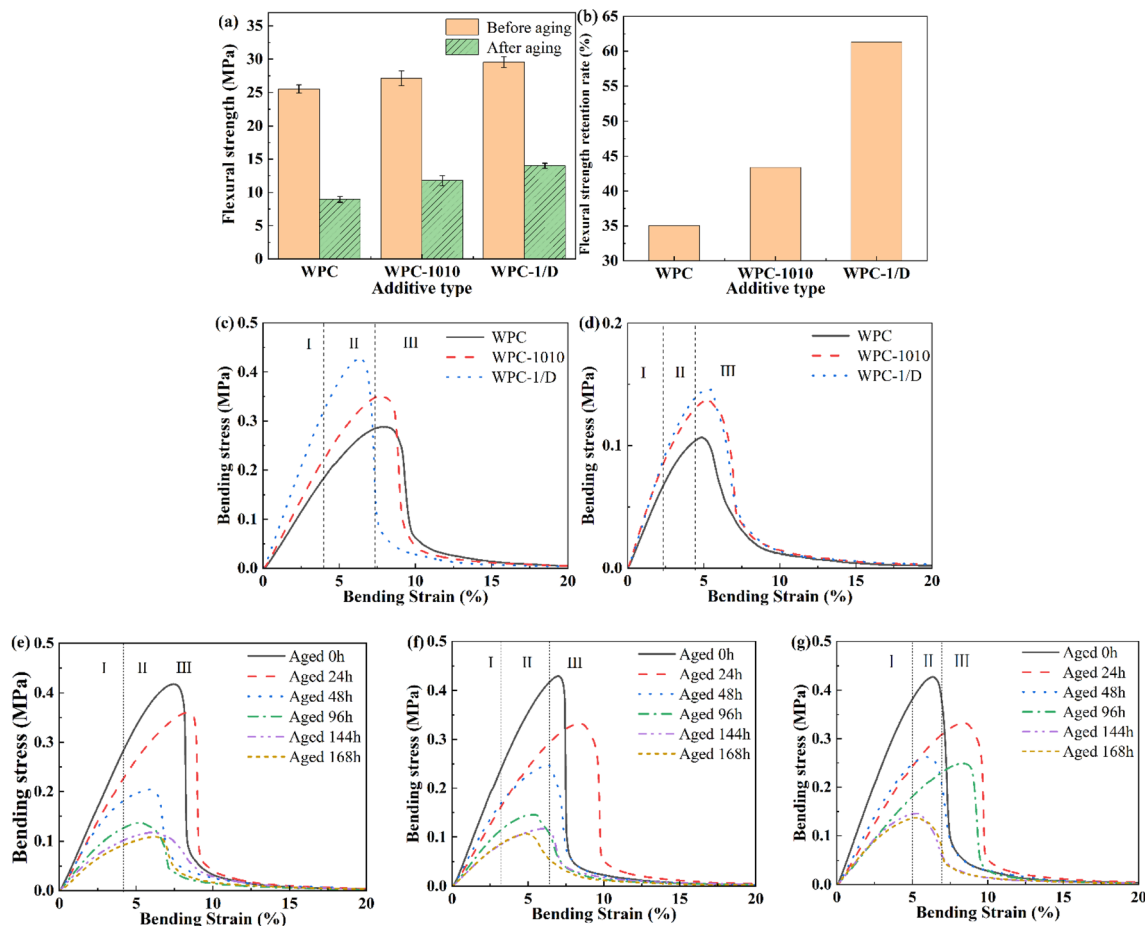 (a)
Before aging
After aging
35
30
25
20
15
10
5
0
Flexural strength (MPa)
WPC
WPC-1010
WPC-1/D
Additive type
(b)
65
60
55
50
45
40
35
30
Flexural strength retention rate (%)
WPC
WPC-1010
WPC-1/D
Additive type
(c)
I
II
III
WPC
WPC-1010
WPC-1/D
0.5
0.4
0.3
0.2
0.1
0.0
Bending stress (MPa)
0
5
10
15
20
Bending Strain (%)
(d)
I
II
III
WPC
WPC-1010
WPC-1/D
0.2
0.1
0.0
Bending stress (MPa)
0
5
10
15
20
Bending Strain (%)
(e)
I
II
III
Aged 0h
Aged 24h
Aged 48h
Aged 96h
Aged 144h
Aged 168h
0.5
0.4
0.3
0.2
0.1
0.0
Bending stress (MPa)
0
5
10
15
20
Bending Strain (%)
(f)
I
II
III
Aged 0h
Aged 24h
Aged 48h
Aged 96h
Aged 144h
Aged 168h
0.5
0.4
0.3
0.2
0.1
0.0
Bending stress (MPa)
0
5
10
15
20
Bending Strain (%)
(g)
I
II
III
Aged 0h
Aged 24h
Aged 48h
Aged 96h
Aged 144h
Aged 168h
0.5
0.4
0.3
0.2
0.1
0.0
Bending stress (MPa)
0
5
10
15
20
Bending Strain (%)